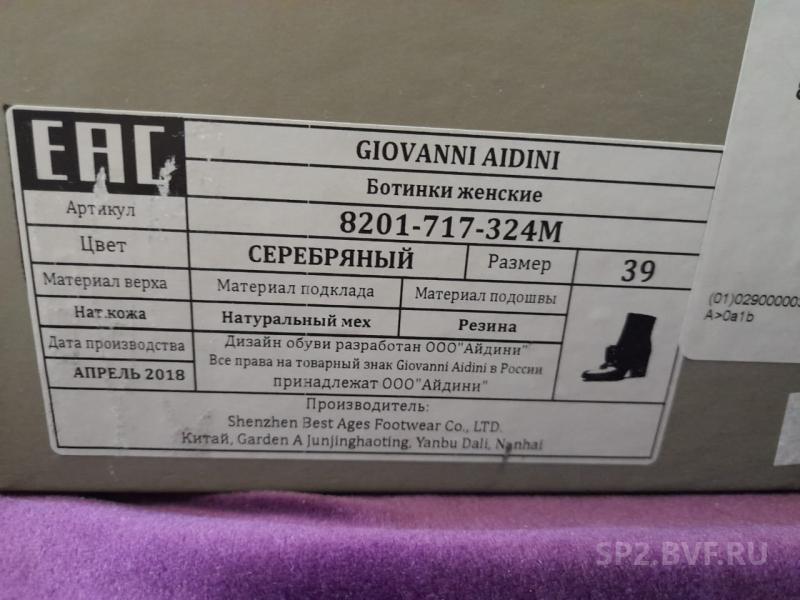 EAC
GIOVANNI AIDINI
Ботинки женские
Артикул
8201-717-324М
Цвет
СЕРЕБРЯНЫЙ
Размер
39
Материал верха
Материал подклада
Материал подошвы
Нат.кожа
Натуральный мех
Резина
Дата производства
АПРЕЛЬ 2018
Дизайн обуви разработан ООО"Айдини"
Все права на товарный знак Giovanni Aidini в России
принадлежат ООО"Айдини"
Производитель:
Shenzhen Best Ages Footwear Co., LTD.
Китай, Garden A Junjinghaoting, Yanbu Dali, Nanhai
A>0a1b
SP2.BVF.RU